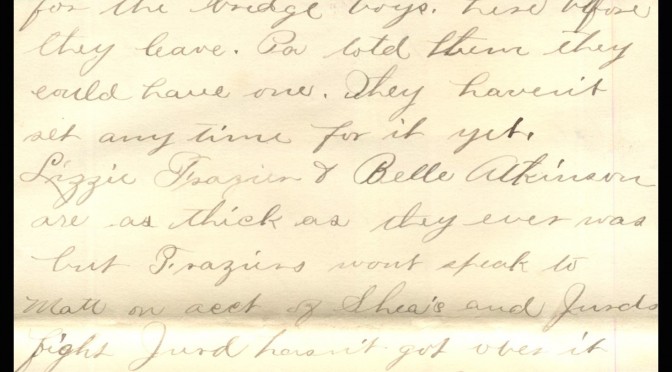 for the bridge boys. here before
they leave. Pa told them they
could have one. They haven't
set any time for it yet.
Lizzie Frazier & Belle Atkinson
are as thick as they ever was
but Fraziers wont speak to
Matt on acct of Shea's and Jurds
fight Jurd hasn't got over it